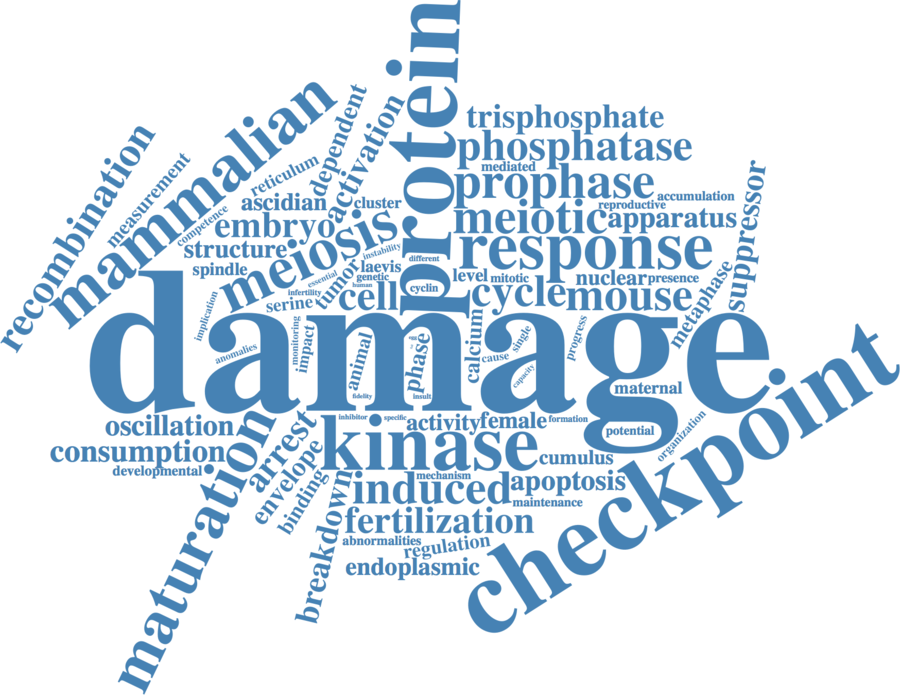 protein
trisphosphate
phosphatase
mediated
prophase
accumulation
reproductive
meiotic
apparatus
response
suppressor
mammalian
recombination
measurement
competence
reticulum
dependent
activation
ascidian
cluster
embryo
structure
meiosis
instability
spindle
laevis
different
essential
genetic
human
tumor
infertility
serine
cell
cyclin
level
mitotic
nuclear
presence
cycle
mouse
metaphase
implication
damage
anomalies
monitoring
impact
animal
phase
calcium
cause
single
capacity
progress
fidelity
insult
maternal
potential
organization
checkpoint
oscillation
consumption
developmental
maturation
arrest
envelope
binding
breakdown
inhibitor
specific
activity
female
formation
kinase
cumulus
mechanism
induced
apoptosis
maintenance
fertilization
abnormalities
regulation
endoplasmic